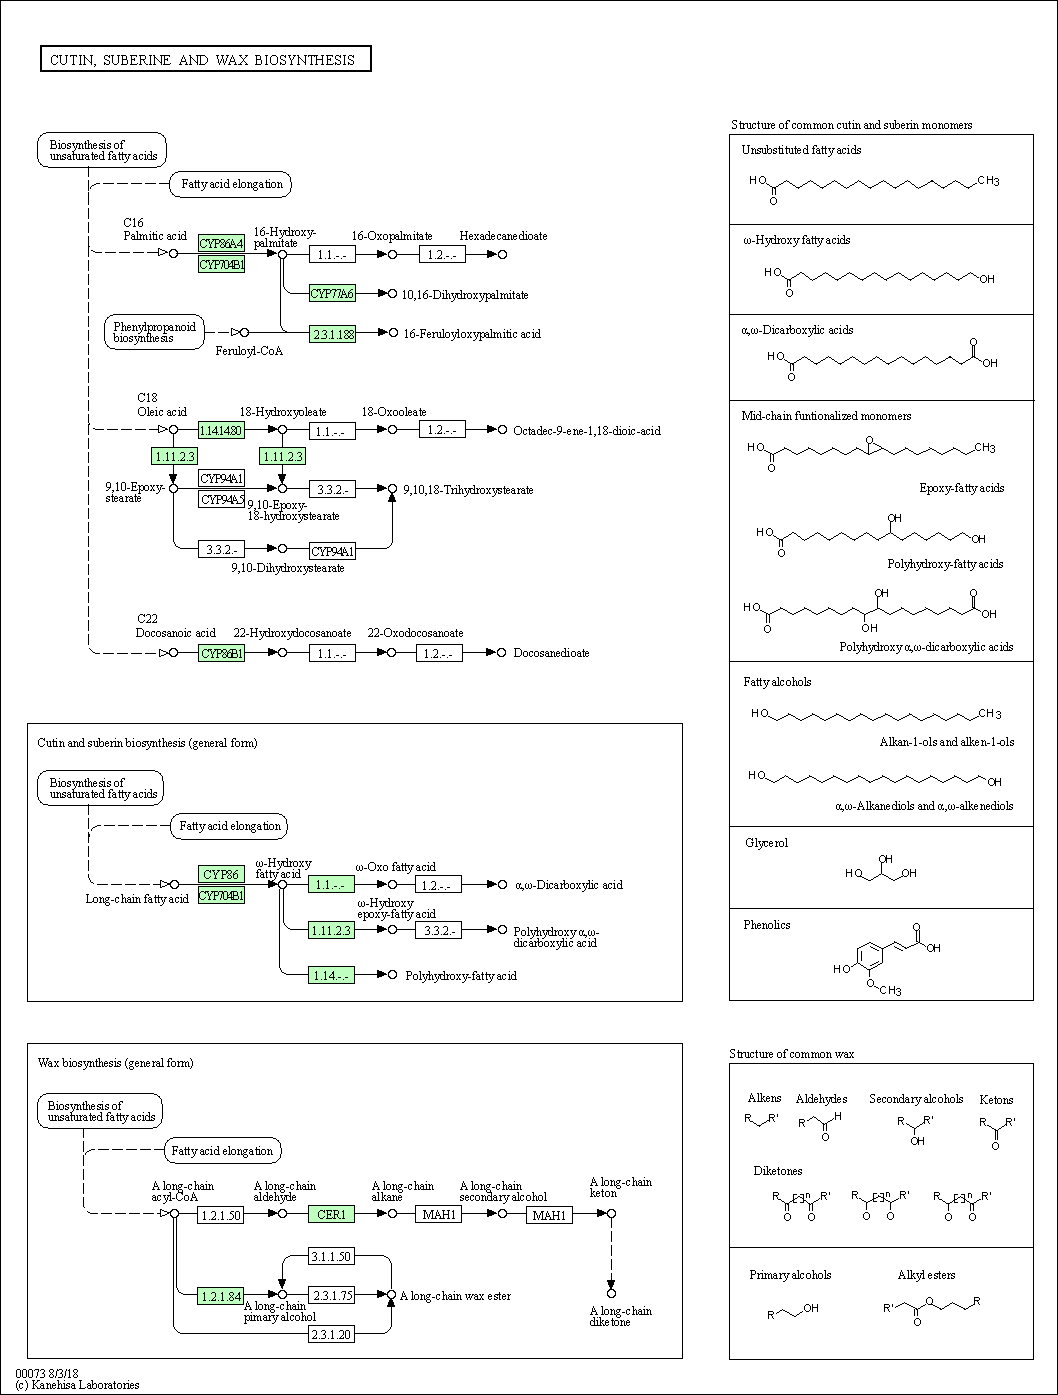 CUTIN, SUBERINE AND WAX BIOSYNTHESIS
Biosynthesis of
unsaturated fatty acids
Fatty acid elongation
C16
Palmitic acid
CYP86A4
CYP704B1
16-Hydroxy-
palmitate
1.1.-.-
16-Oxopalmitate
1.2.-.-
Hexadecanedioate
CYP77A6
10,16-Dihydroxypalmitate
Phenylpropanoid
biosynthesis
Feruloyl-CoA
2.3.1.188
16-Feruloyloxypalmitic acid
C18
Oleic acid
1.14.14.80
18-Hydroxyoleate
1.1.-.-
18-Oxooleate
1.2.-.-
Octadec-9-ene-1,18-dioic-acid
1.11.2.3
1.11.2.3
9,10-Epoxy-
stearate
CYP94A1
CYP94A5
9,10-Epoxy-
18-hydroxystearate
3.3.2.-
9,10,18-Trihydroxystearate
3.3.2.-
9,10-Dihydroxystearate
CYP94A1
C22
Docosanoic acid
CYP86B1
22-Hydroxydocosanoate
1.1.-.-
22-Oxodocosanoate
1.2.-.-
Docosanedioate
Cutin and suberin biosynthesis (general form)
Biosynthesis of
unsaturated fatty acids
Fatty acid elongation
Long-chain fatty acid
CYP86
CYP704B1
ω-Hydroxy
fatty acid
1.1.-.-
ω-Oxo fatty acid
1.2.-.-
α,ω-Dicarboxylic acid
1.11.2.3
ω-Hydroxy
epoxy-fatty acid
3.3.2.-
Polyhydroxy α,ω-
dicarboxylic acid
1.14.-.-
Polyhydroxy-fatty acid
Wax biosynthesis (general form)
Biosynthesis of
unsaturated fatty acids
Fatty acid elongation
A long-chain
acyl-CoA
1.2.1.50
A long-chain
aldehyde
CER1
A long-chain
alkane
MAH1
A long-chain
secondary alcohol
MAH1
A long-chain
keton
3.1.1.50
1.2.1.84
A long-chain
pimary alcohol
2.3.1.75
A long-chain wax ester
2.3.1.20
A long-chain
diketone
00073 8/3/18
(c) Kanehisa Laboratories
Structure of common cutin and suberin monomers
Unsubstituted fatty acids
HO
O
CH3
ω-Hydroxy fatty acids
HO
O
OH
α,ω-Dicarboxylic acids
HO
O
O
OH
Mid-chain funtionalized monomers
HO
O
O
CH3
Epoxy-fatty acids
HO
O
OH
OH
Polyhydroxy-fatty acids
HO
O
OH
OH
O
OH
Polyhydroxy α,ω-dicarboxylic acids
Fatty alcohols
HO
CH3
Alkan-1-ols and alken-1-ols
HO
OH
α,ω-Alkanediols and α,ω-alkenediols
Glycerol
OH
HO
OH
Phenolics
O
OH
HO
O
CH3
Structure of common wax
Alkens Aldehydes Secondary alcohols Ketons
R R'
R H
O
R R'
OH
R R'
O
Diketones
R [ ]n R'
O O
R [ ]n R'
O O
R [ ]n R'
O O
Primary alcohols
R OH
Alkyl esters
R' O R
O